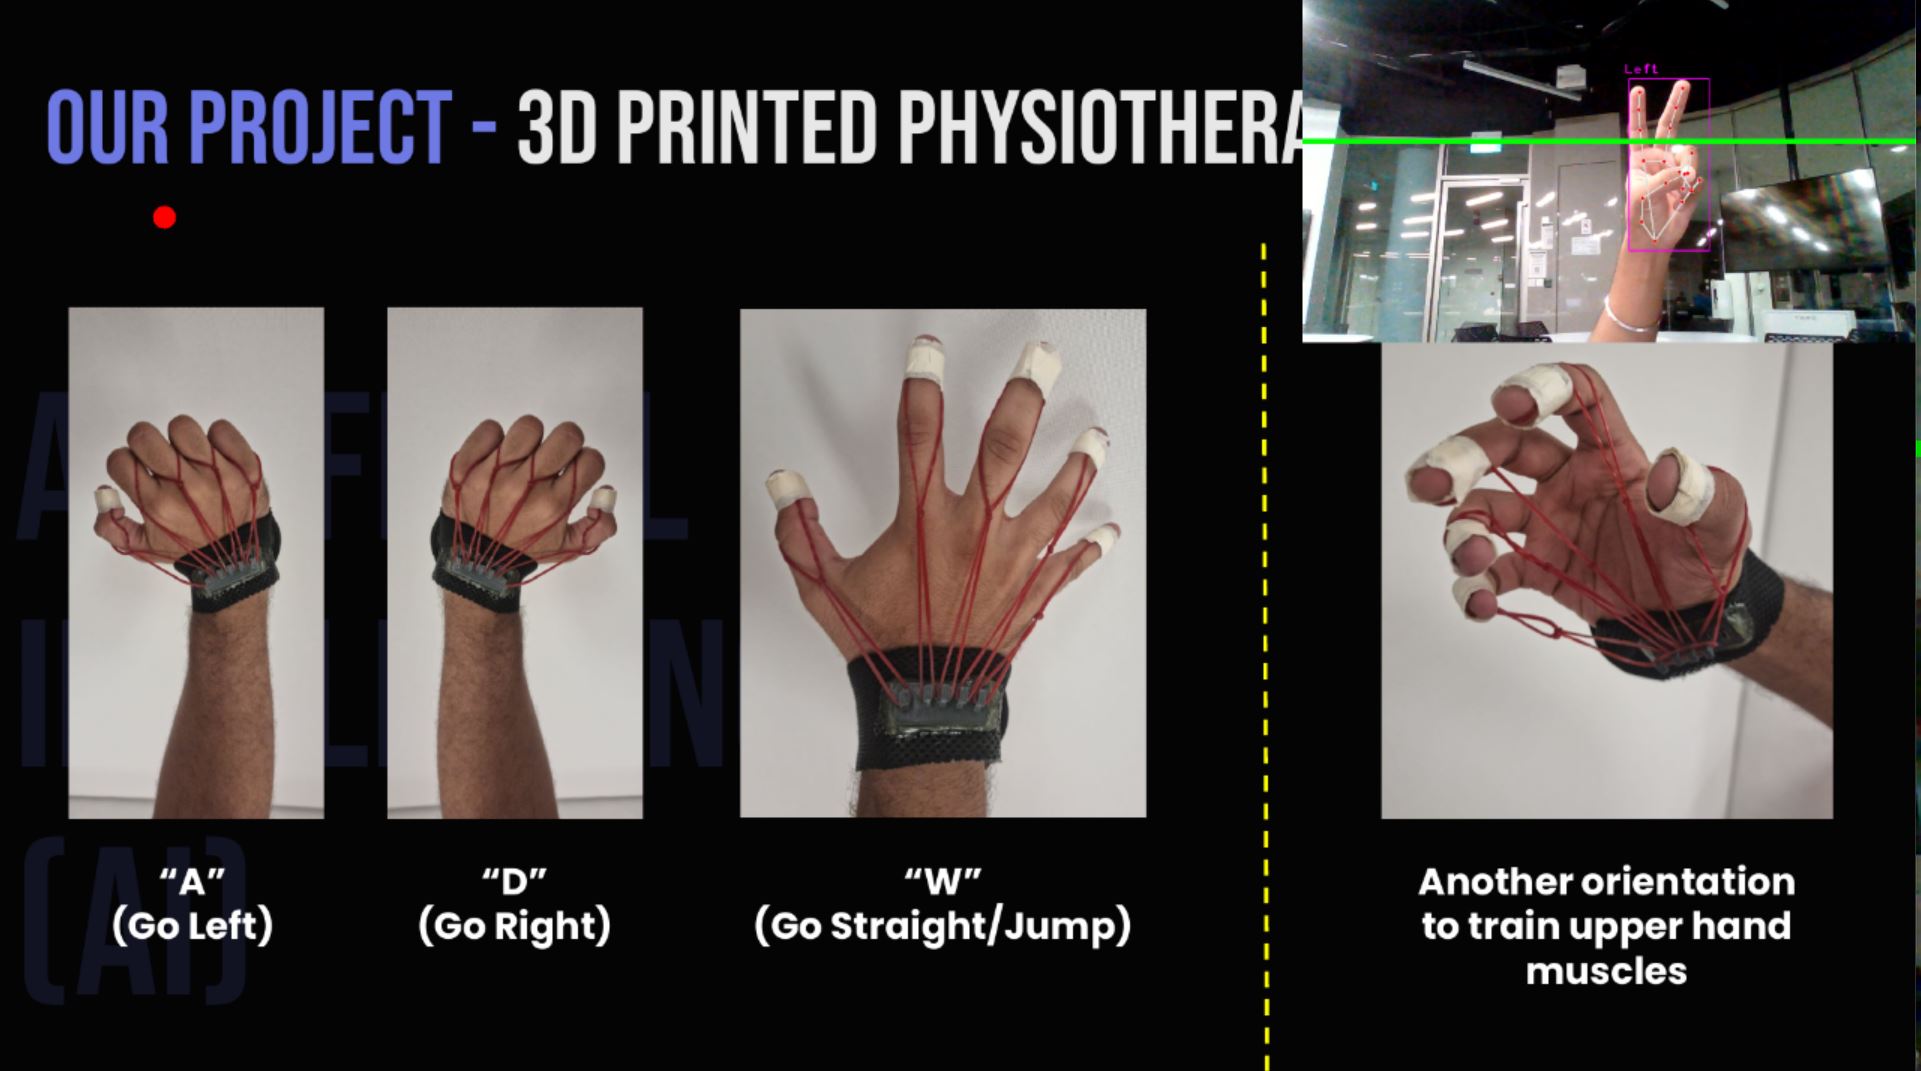 OUR PROJECT - 3D PRINTED PHYSIOTHERA
Left
“A”
(Go Left)
“D”
(Go Right)
“W”
(Go Straight/Jump)
Another orientation
to train upper hand
muscles
(AI)